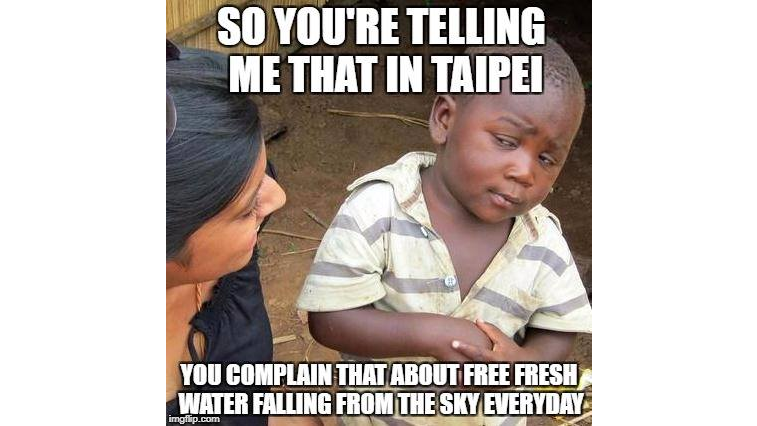 SO YOU'RE TELLING
ME THAT IN TAIPEI
YOU COMPLAIN THAT ABOUT FREE FRESH
WATER FALLING FROM THE SKY EVERYDAY
imgflip.com